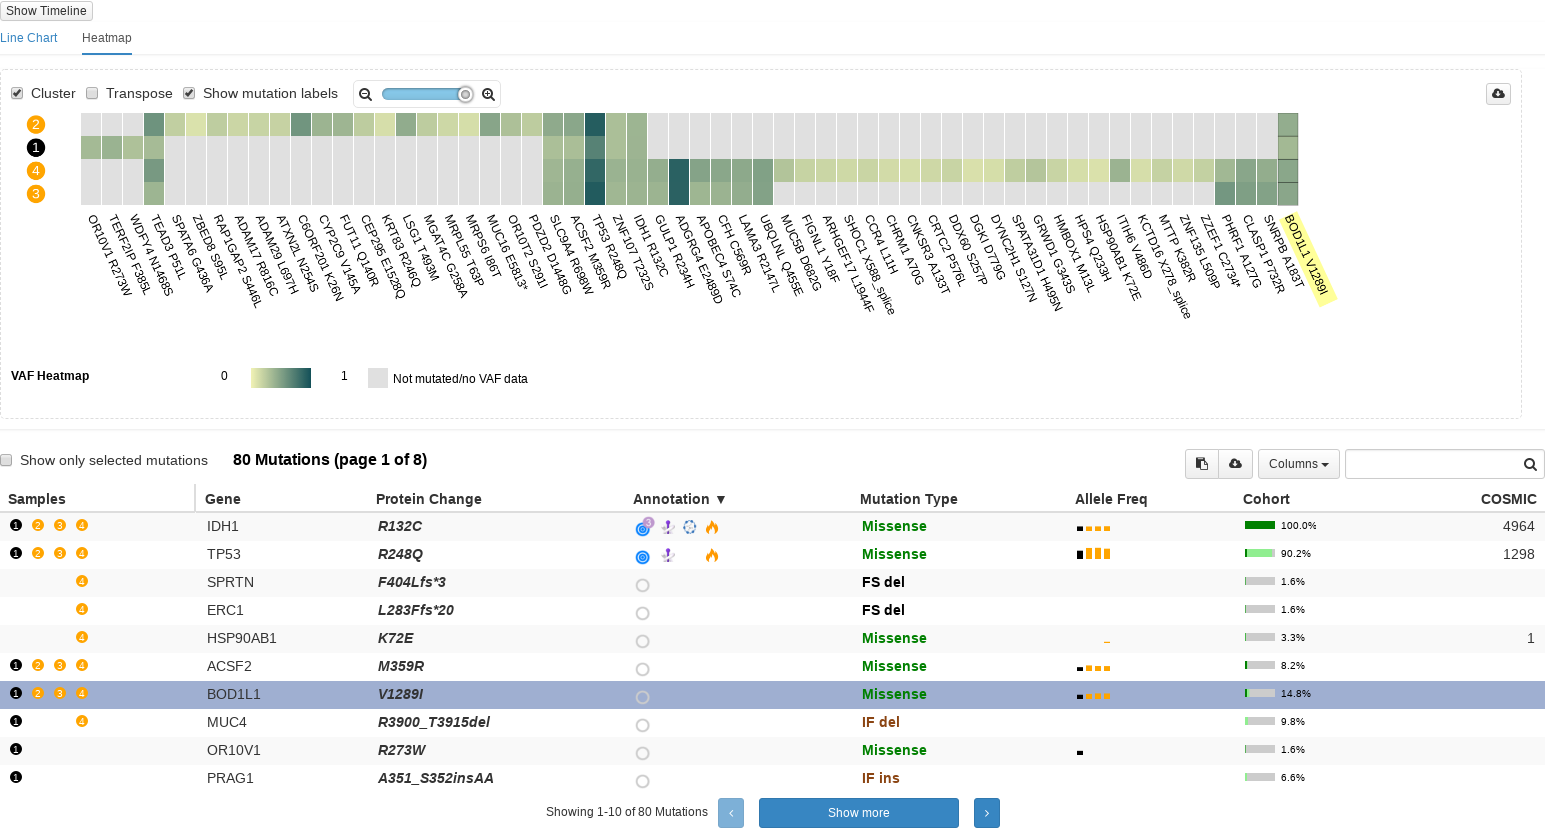 Show Timeline
Line Chart Heatmap
Cluster Transpose Show mutation labels
2
1
4
3
OR10V1 R273W
TERF2IP F385L
WDFY4 N1468S
TEAD3 P51L
SPATA6 G436A
ZBED8 S95L
RAP1GAP2 S446L
ADAM17 R816C
ADAM29 L697H
ATXN2L N254S
C6ORF201 K26N
CYP2C9 V145A
FUT11 Q140R
CEP295 E1528Q
KRT83 R246Q
LSG1 T493M
MGAT4C G258A
MRPL55 T63P
MRPS6 I86T
MUC16 E5813*
OR10T2 S291I
PDZD2 D1448G
SLC9A4 R698W
ACSF2 M359R
TP53 R248Q
ZNF107 T232S
IDH1 R132C
GULP1 R234H
ADGRG4 E2489D
APOBEC4 S74C
CFH C569R
LAMA3 R2147L
UBQLNL Q455E
MUC5B D682G
FIGNL1 Y18F
ARHGEF17 L1944F
SHOC1 X588_splice
CCR4 L11H
CHRM1 A70G
CNKSR3 A133T
CRTC2 P578L
DDX60 S257P
DGKI D779G
DYNC2H1 S127N
SPATA31D1 H495N
GRWD1 G343S
HMBOX1 M13L
HPS4 Q233H
HSP90AB1 K72E
ITIH6 V486D
KCTD16 X278_splice
MTTP K382R
ZNF135 L509P
ZZEF1 C2734*
PHRF1 A127G
CLASP1 P732R
SNRPB A183T
BOD1L1 V1289I
VAF Heatmap 0 1 Not mutated/no VAF data
Show only selected mutations 80 Mutations (page 1 of 8) Columns
Samples Gene Protein Change Annotation ▼ Mutation Type Allele Freq Cohort COSMIC
1 2 3 4 IDH1 R132C 3 Missense 100.0% 4964
1 2 3 4 TP53 R248Q Missense 90.2% 1298
4 SPRTN F404Lfs*3 FS del 1.6%
4 ERC1 L283Ffs*20 FS del 1.6%
4 HSP90AB1 K72E Missense 3.3% 1
1 2 3 4 ACSF2 M359R Missense 8.2%
1 2 3 4 BOD1L1 V1289I Missense 14.8%
1 4 MUC4 R3900_T3915del IF del 9.8%
1 OR10V1 R273W Missense 1.6%
1 PRAG1 A351_S352insAA IF ins 6.6%
Showing 1-10 of 80 Mutations ‹ Show more ›